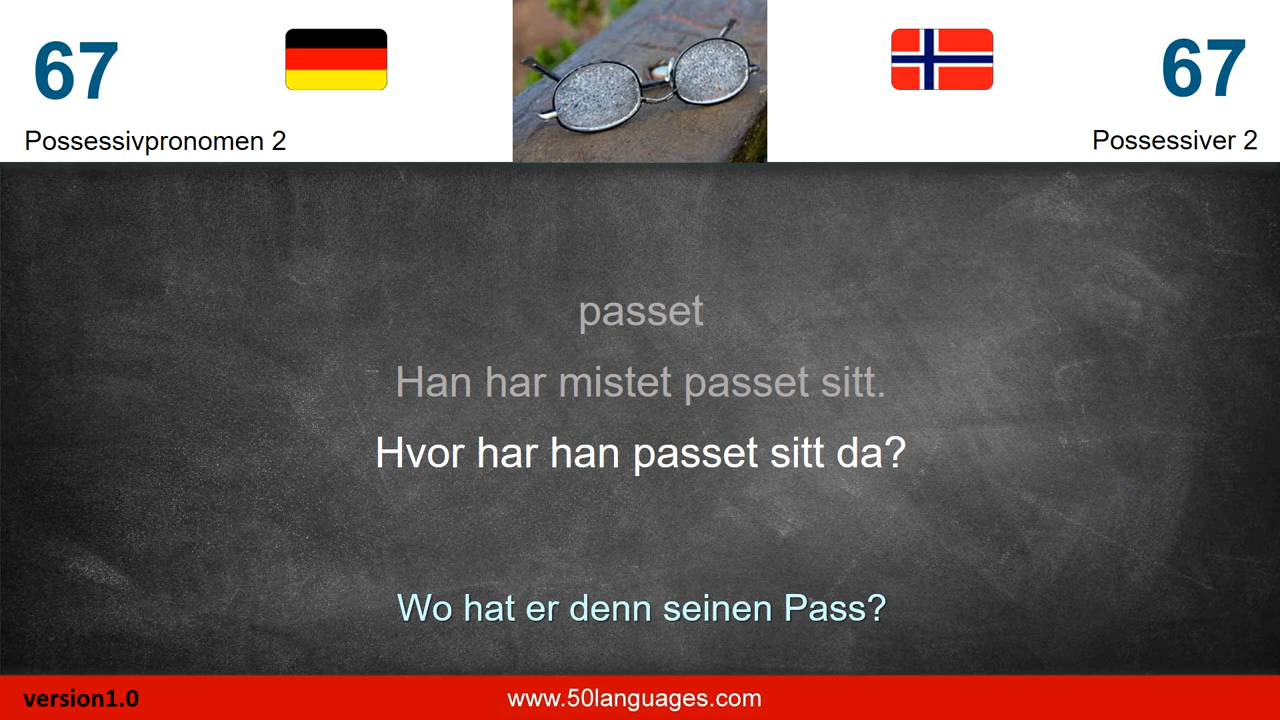 67
67
Possessivpronomen 2
Possessiver 2
passet
Han har mistet passet sitt.
Hvor har han passet sitt da?
Wo hat er denn seinen Pass?
version1.0
www.50languages.com